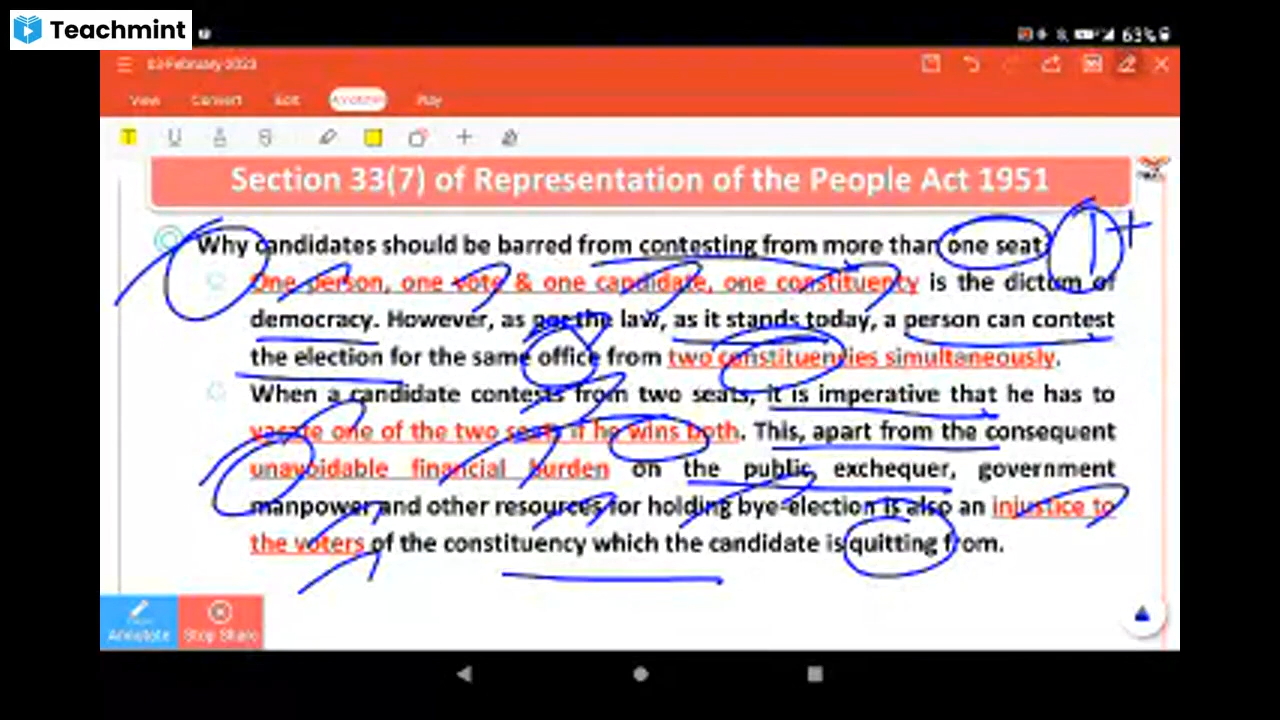 Teachmint
63%
03 February 2023
View Convert Edit Annotate Play
Section 33(7) of Representation of the People Act 1951
Why candidates should be barred from contesting from more than one seat? 1+
One person, one vote & one candidate, one constituency is the dictum of
democracy. However, as per the law, as it stands today, a person can contest
the election for the same office from two constituencies simultaneously.
When a candidate contests from two seats, it is imperative that he has to
vacate one of the two seats if he wins both. This, apart from the consequent
unavoidable financial burden on the public exchequer, government
manpower and other resources for holding bye-election is also an injustice to
the voters of the constituency which the candidate is quitting from.
Annotate Stop Share